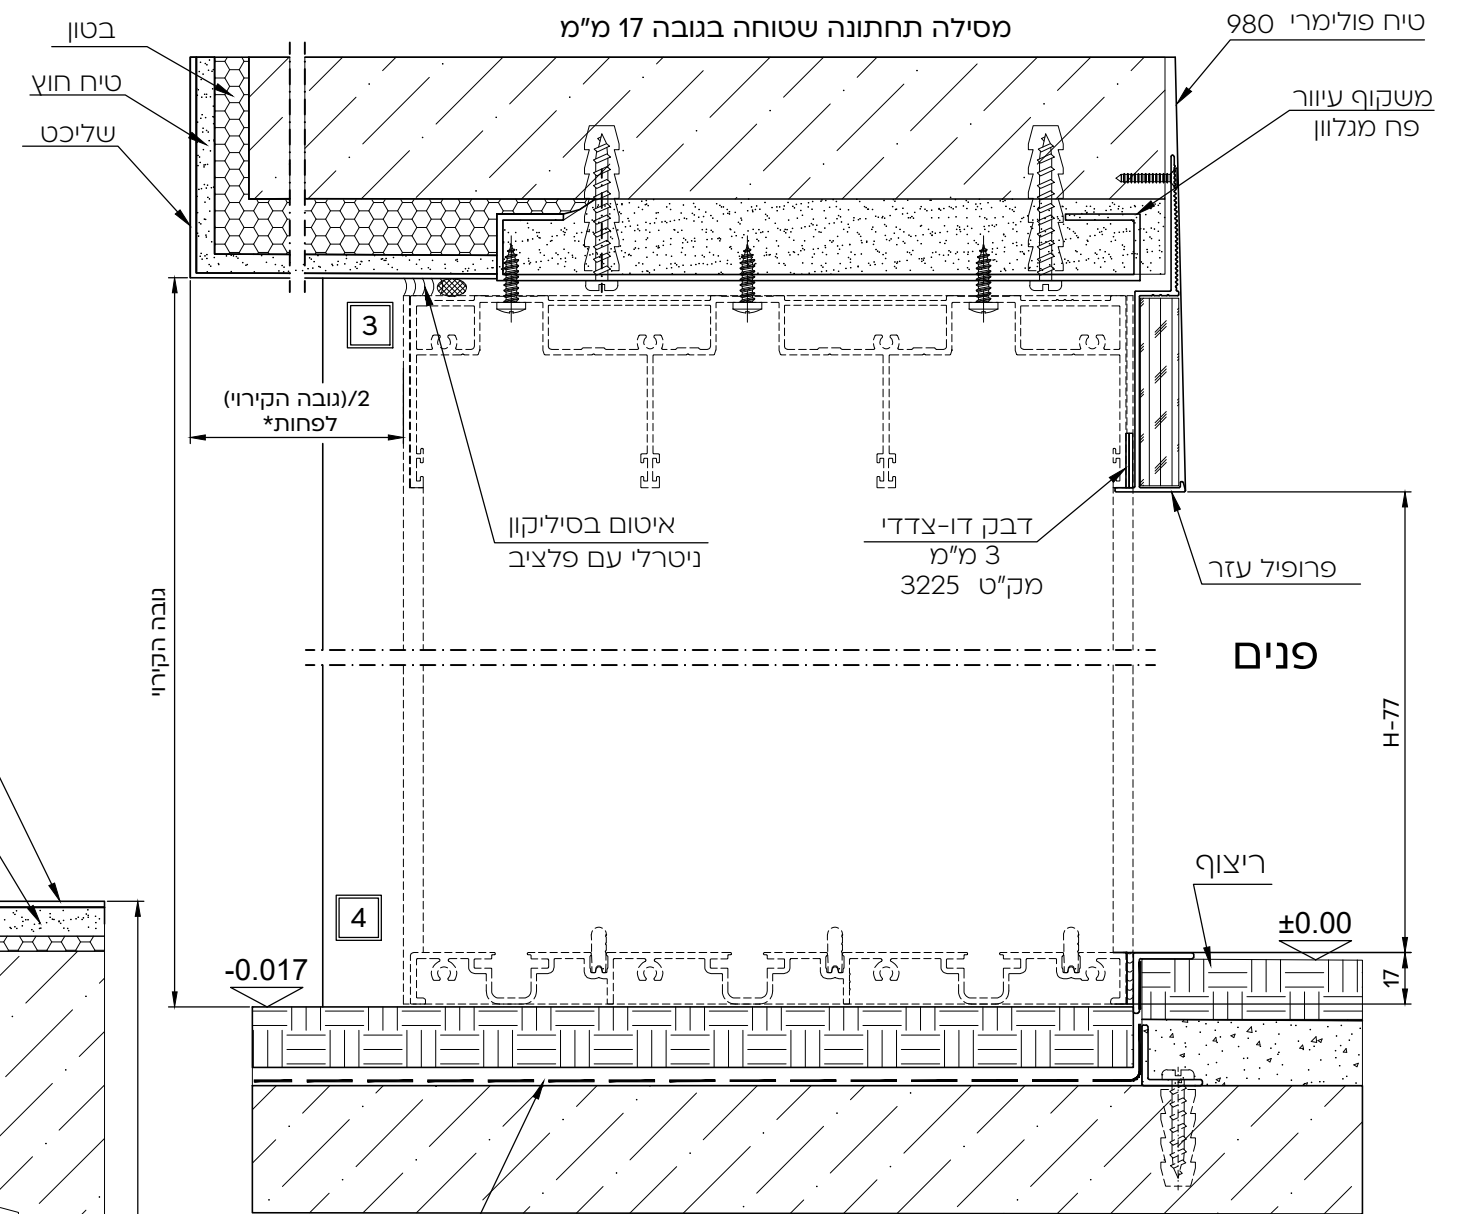 מסילה תחתונה שטוחה בגובה 17 מ"מ
טיח פולימרי 980
משקוף עיוור
פח מגלוון
בטון
טיח חוץ
שליכט
3
2/(גובה הקירוי)
לפחות*
איטום בסיליקון
ניטרלי עם פלציב
דבק דו-צדדי
3 מ"מ
מק"ט 3225
פרופיל עזר
גובה הקירוי
פנים
H-77
ריצוף
4
±0.00
-0.017
17